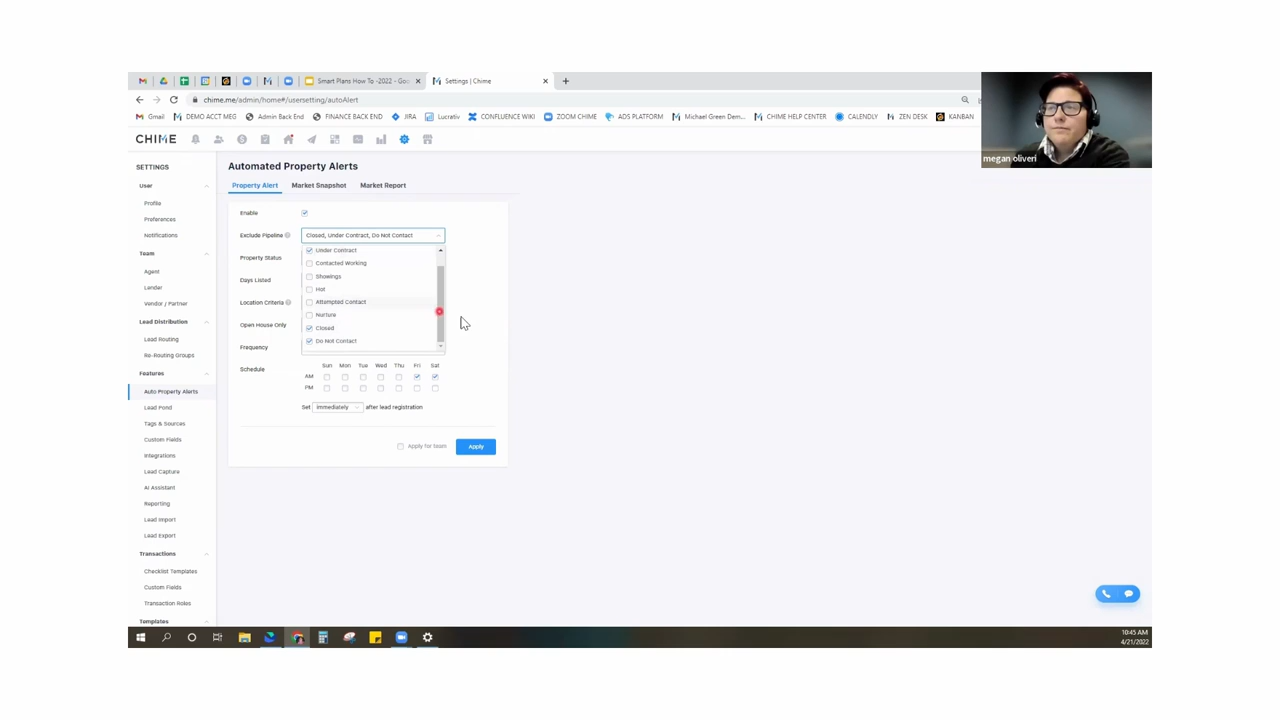 Smart Plans How To -2022 - Goo
Settings | Chime
chime.me/admin/home#/usersetting/autoAlert
Gmail
DEMO ACCT MEG
Admin Back End
FINANCE BACK END
JIRA
Lucrativ
CONFLUENCE WIKI
ZOOM CHIME
ADS PLATFORM
Michael Green Dem...
CHIME HELP CENTER
CALENDLY
ZEN DESK
KANBAN
megan oliveri
CHIME
SETTINGS
User
Profile
Preferences
Notifications
Team
Agent
Lender
Vendor / Partner
Lead Distribution
Lead Routing
Re-Routing Groups
Features
Auto Property Alerts
Lead Pond
Tags & Sources
Custom Fields
Integrations
Lead Capture
AI Assistant
Reporting
Lead Import
Lead Export
Transactions
Checklist Templates
Custom Fields
Transaction Roles
Templates
Automated Property Alerts
Property Alert Market Snapshot Market Report
Enable
Exclude Pipeline Closed, Under Contract, Do Not Contact
Under Contract
Contacted Working
Showings
Hot
Attempted Contact
Nurture
Closed
Do Not Contact
Property Status
Days Listed
Location Criteria
Open House Only
Frequency
Schedule
Sun Mon Tue Wed Thu Fri Sat
AM
PM
Set Immediately after lead registration
Apply for team Apply
10:45 AM
4/21/2022